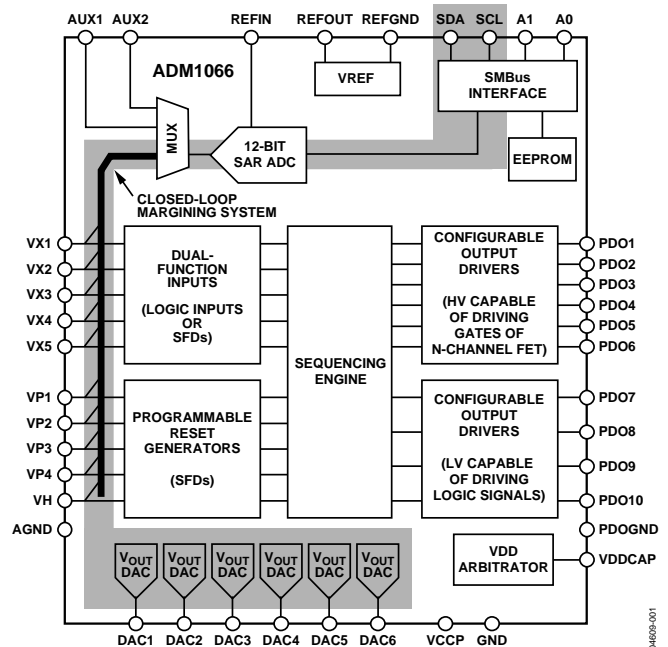 AUX1 AUX2 REFIN REFOUT REFGND SDA SCL A1 A0
ADM1066
VREF
SMBus
INTERFACE
MUX
12-BIT
SAR ADC
EEPROM
CLOSED-LOOP
MARGINING SYSTEM
VX1
VX2
VX3
VX4
VX5
DUAL-
FUNCTION
INPUTS
(LOGIC INPUTS
OR
SFDs)
SEQUENCING
ENGINE
CONFIGURABLE
OUTPUT
DRIVERS
(HV CAPABLE
OF DRIVING
GATES OF
N-CHANNEL FET)
PDO1
PDO2
PDO3
PDO4
PDO5
PDO6
VP1
VP2
VP3
VP4
VH
AGND
PROGRAMMABLE
RESET
GENERATORS
(SFDs)
CONFIGURABLE
OUTPUT
DRIVERS
(LV CAPABLE
OF DRIVING
LOGIC SIGNALS)
PDO7
PDO8
PDO9
PDO10
PDOGND
VDD
ARBITRATOR
VDDCAP
VOUT VOUT VOUT VOUT VOUT VOUT
DAC DAC DAC DAC DAC DAC
DAC1 DAC2 DAC3 DAC4 DAC5 DAC6 VCCP GND
04609-001